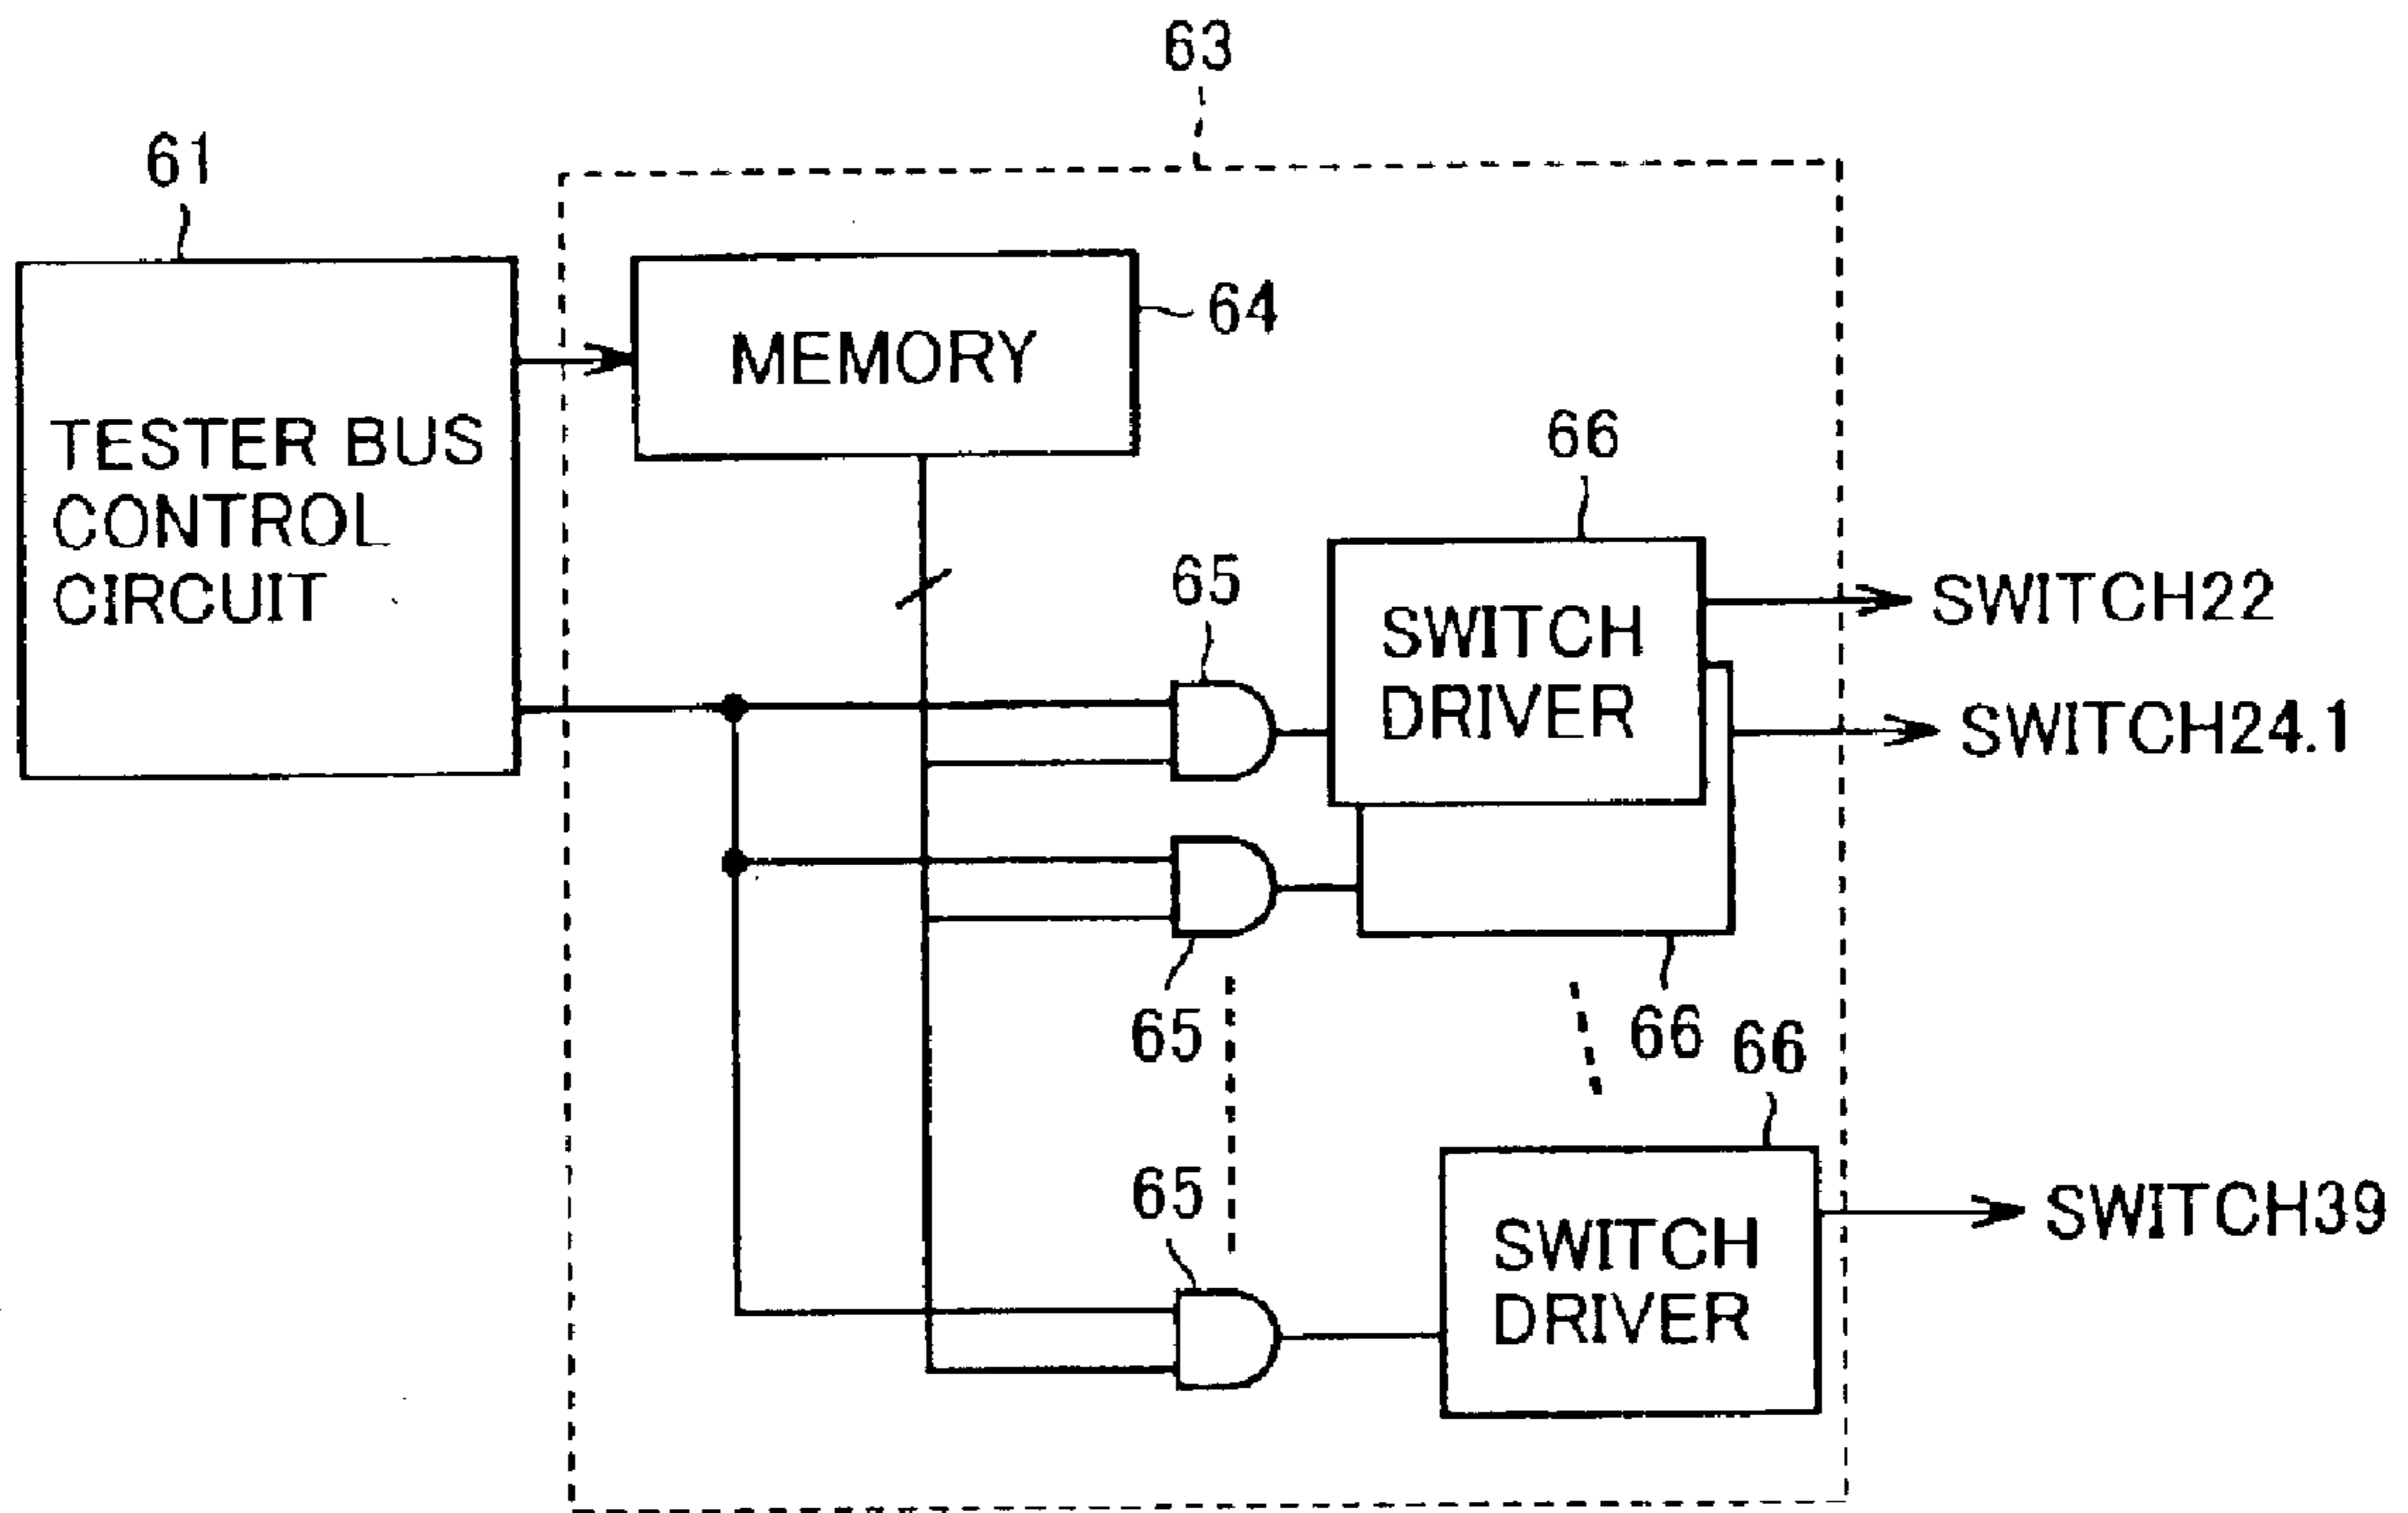 63
61
64
MEMORY
TESTER BUS
CONTROL
CIRCUIT
66
65
SWITCH
DRIVER
SWITCH22
SWITCH24.1
65
66
66
65
SWITCH
DRIVER
SWITCH39